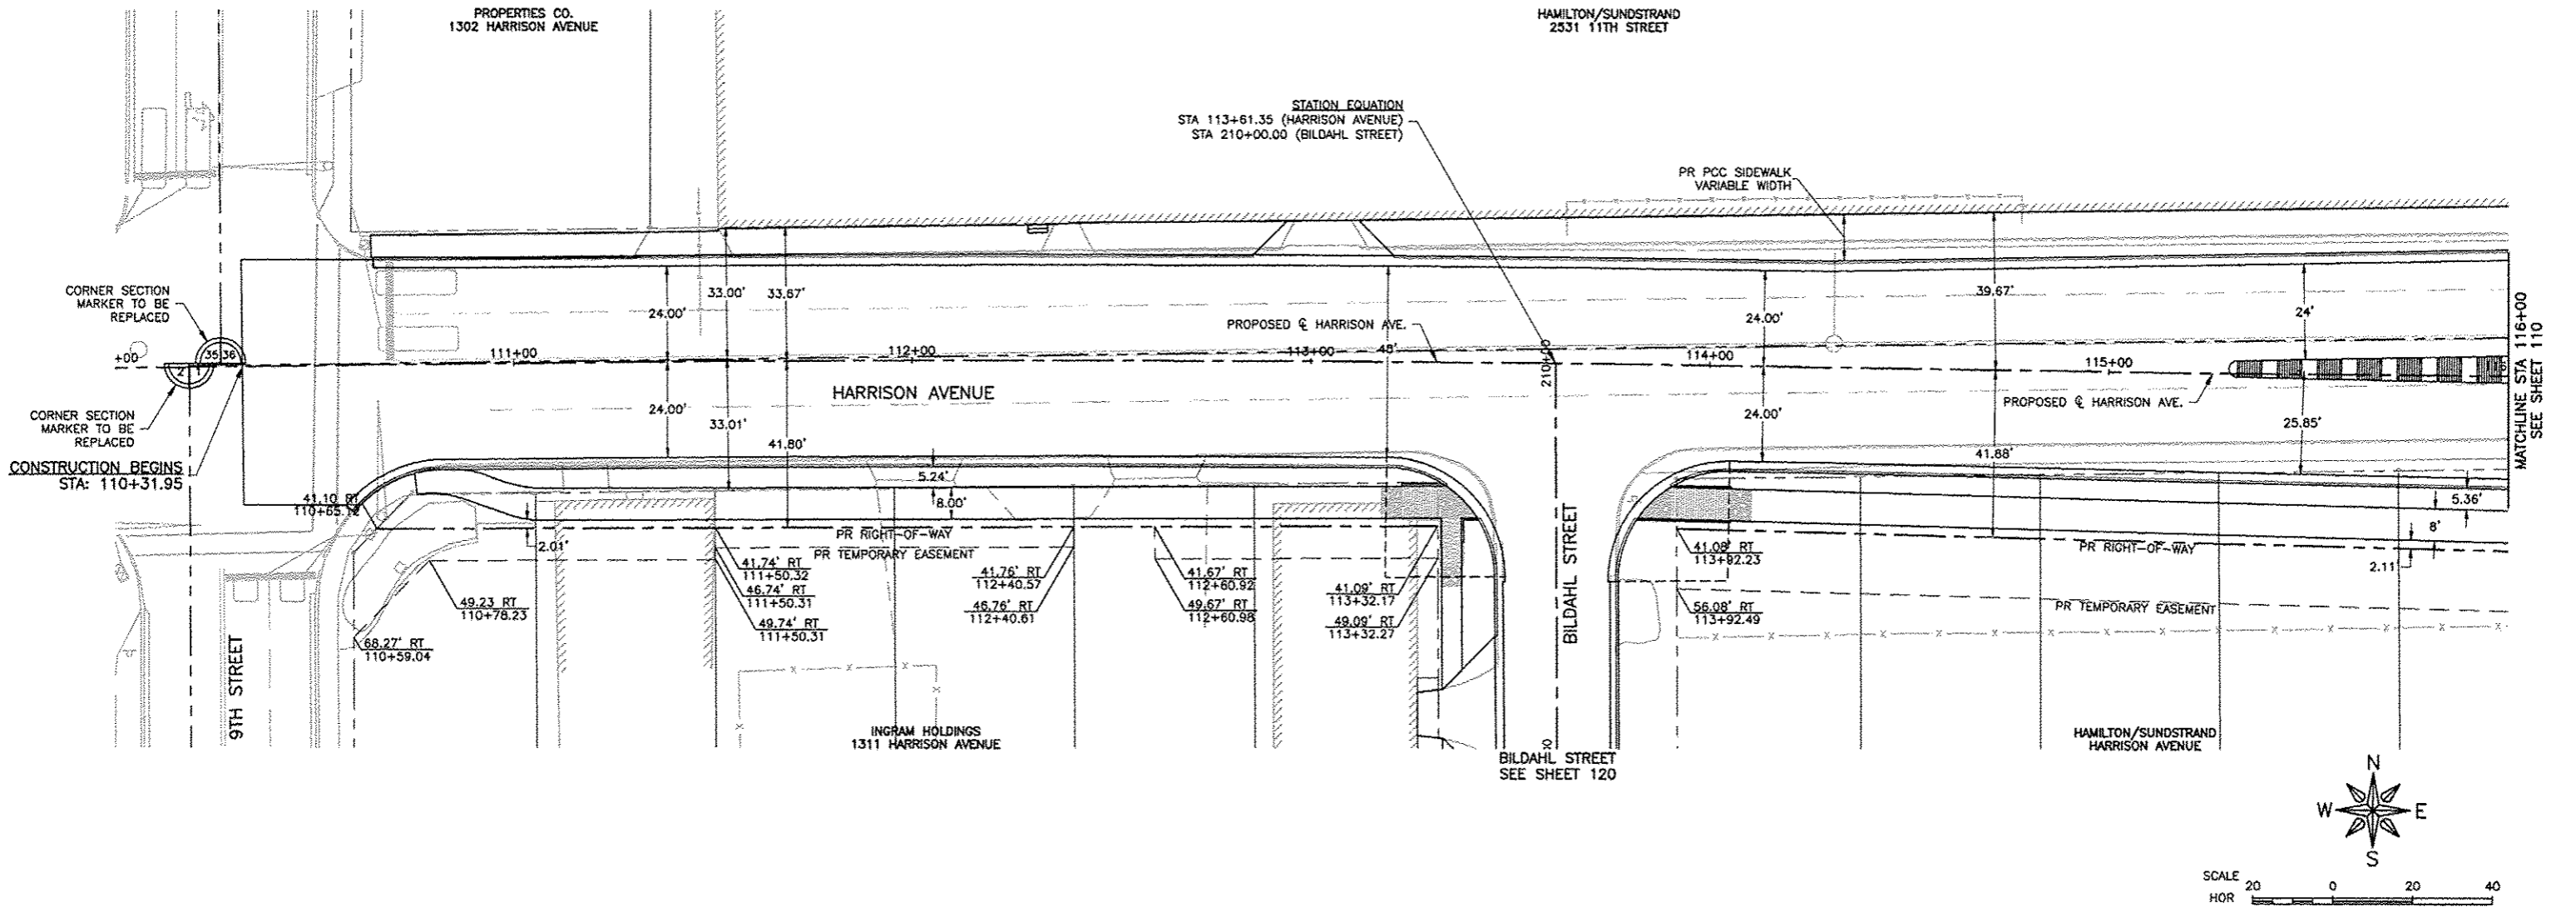 PROPERTIES CO.
1302 HARRISON AVENUE
HAMILTON/SUNDSTRAND
2531 11TH STREET
STATION EQUATION
STA 113+61.35 (HARRISON AVENUE)
STA 210+00.00 (BILDAHL STREET)
PR PCC SIDEWALK
VARIABLE WIDTH
CORNER SECTION
MARKER TO BE
REPLACED
35 36
2 1
+00
CORNER SECTION
MARKER TO BE
REPLACED
CONSTRUCTION BEGINS
STA: 110+31.95
33.00'
33.67'
24.00'
39.67'
24.00'
24'
PROPOSED ℄ HARRISON AVE.
111+00
112+00
113+00
48'
210+00
114+00
115+00
HARRISON AVENUE
PROPOSED ℄ HARRISON AVE.
24.00'
33.01'
41.80'
24.00'
25.85'
41.88'
MATCHLINE STA 116+00
SEE SHEET 110
5.24'
8.00'
5.36'
8'
2.11'
41.10 RT
110+65.12
2.01'
PR RIGHT-OF-WAY
PR TEMPORARY EASEMENT
PR RIGHT-OF-WAY
PR TEMPORARY EASEMENT
49.23 RT
110+78.23
68.27' RT
110+59.04
41.74' RT
111+50.32
46.74' RT
111+50.31
49.74' RT
111+50.31
41.76' RT
112+40.57
46.76' RT
112+40.61
41.67' RT
112+60.92
49.67' RT
112+60.98
41.09' RT
113+32.17
49.09' RT
113+32.27
41.08' RT
113+92.23
56.08' RT
113+92.49
9TH STREET
BILDAHL STREET
INGRAM HOLDINGS
1311 HARRISON AVENUE
BILDAHL STREET
SEE SHEET 120
HAMILTON/SUNDSTRAND
HARRISON AVENUE
N
W E
S
SCALE
HOR
20 0 20 40